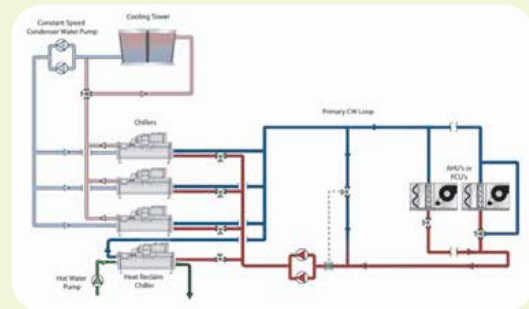 Cooling Tower
Constant Speed
Condenser Water Pump
Primary CW Loop
Chillers
AHU's or
FCU's
Hot Water
Pump
Heat Reclaim
Chiller